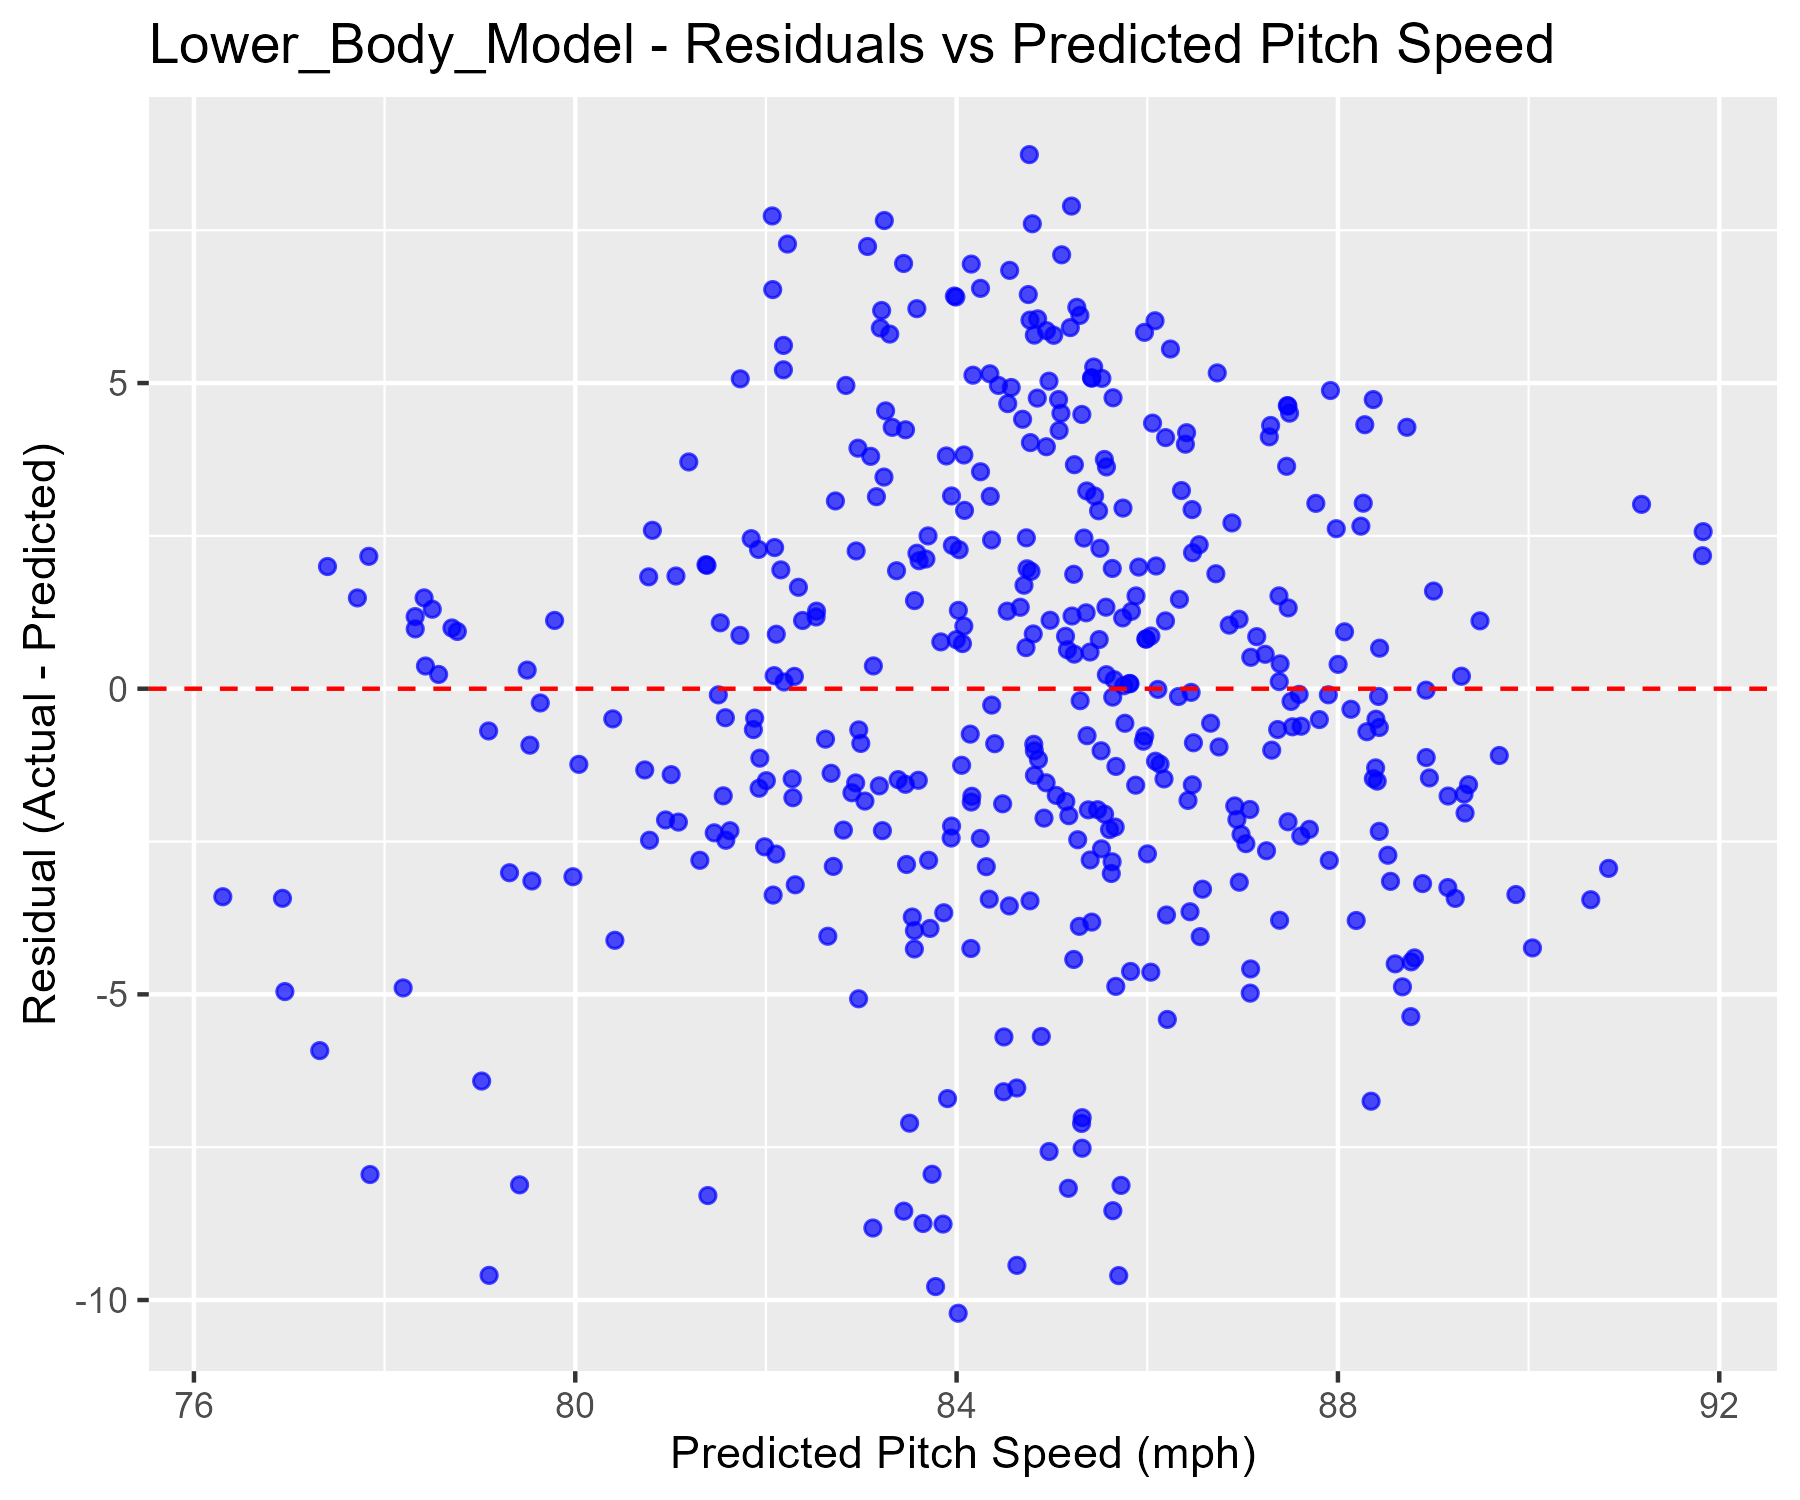 Lower_Body_Model - Residuals vs Predicted Pitch Speed
Residual (Actual - Predicted)
5
0
-5
-10
76 80 84 88 92
Predicted Pitch Speed (mph)